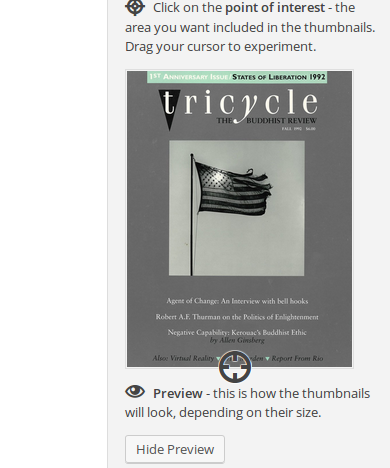 Click on the point of interest - the
area you want included in the thumbnails.
Drag your cursor to experiment.
1ST ANNIVERSARY ISSUE: STATES OF LIBERATION 1992
tricycle
THE BUDDHIST REVIEW
FALL 1992 $6.00
Agent of Change: An Interview with bell hooks
Robert A.F. Thurman on the Politics of Enlightenment
Negative Capability: Kerouac's Buddhist Ethic
by Allen Ginsberg
Also: Virtual Reality ♥ ♥ Report From Rio
Preview - this is how the thumbnails
will look, depending on their size.
Hide Preview